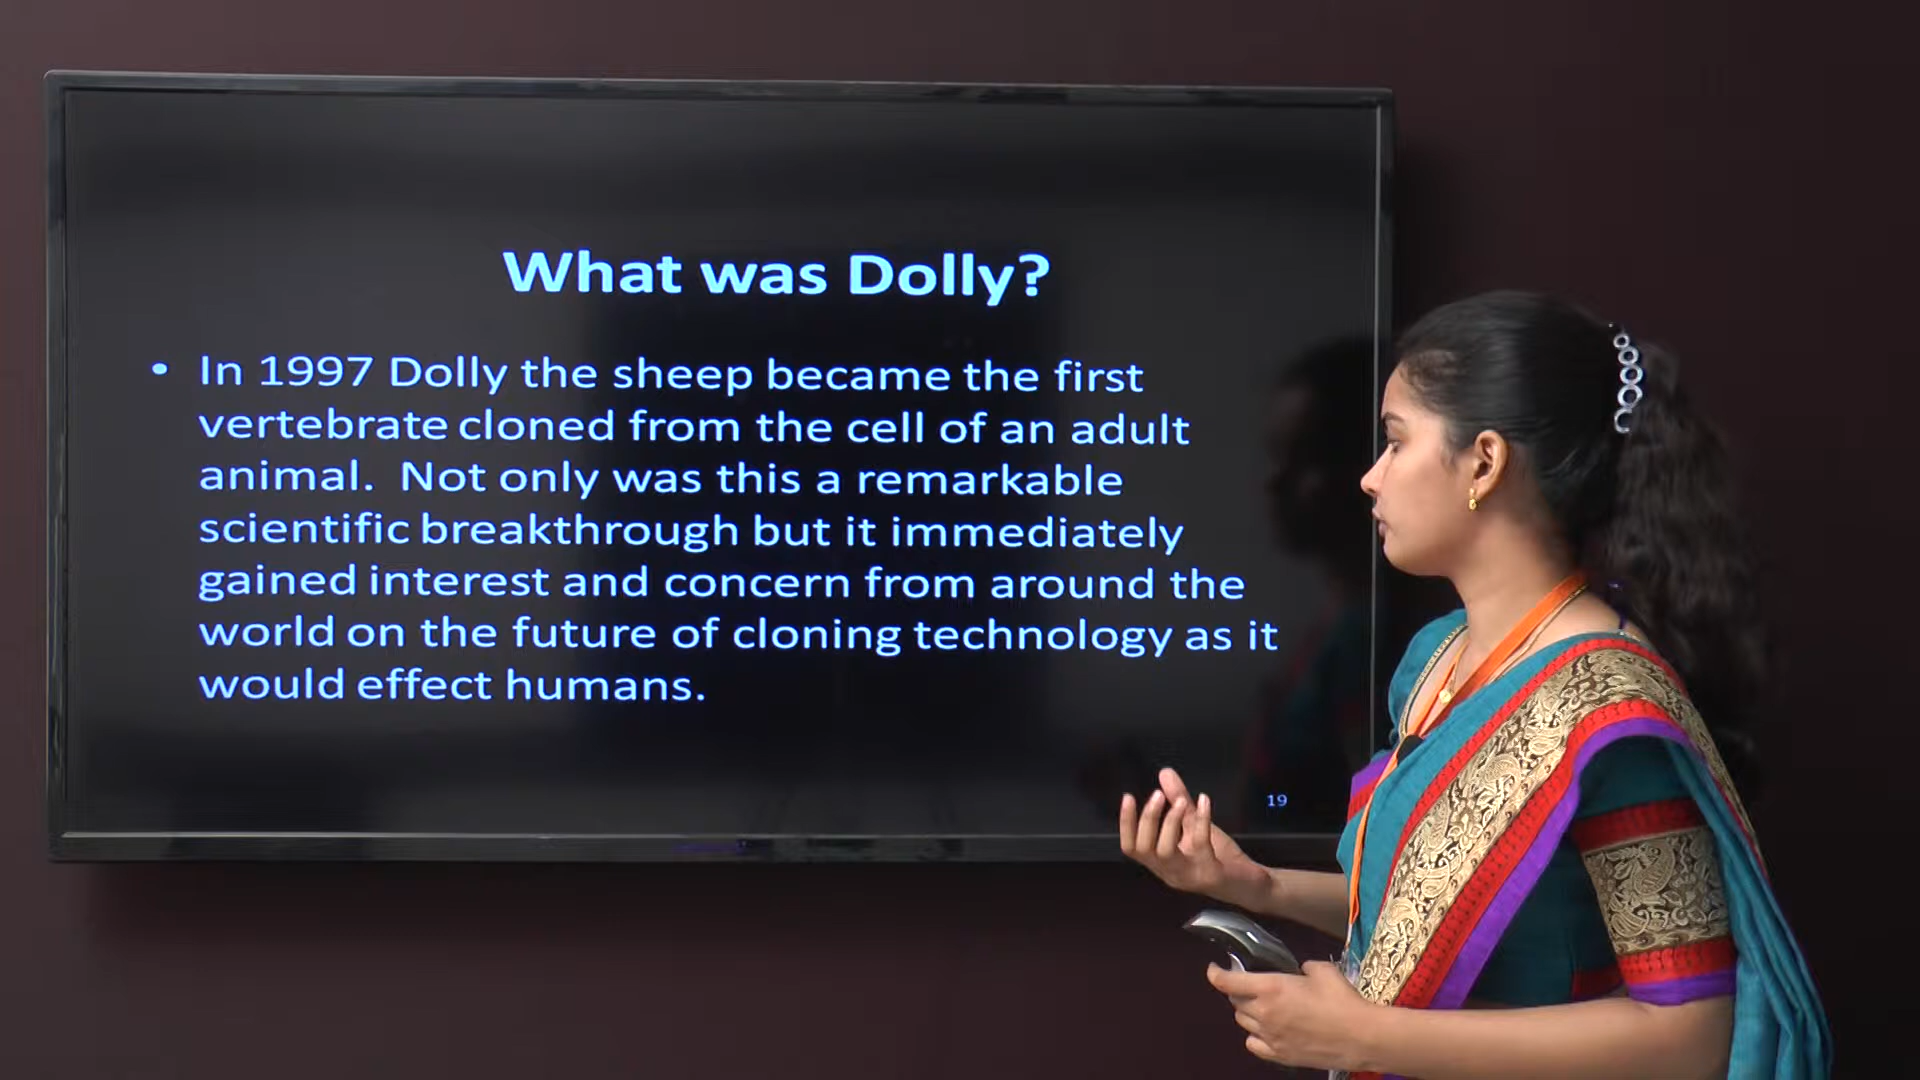 What was Dolly?
• In 1997 Dolly the sheep became the first
vertebrate cloned from the cell of an adult
animal.  Not only was this a remarkable
scientific breakthrough but it immediately
gained interest and concern from around the
world on the future of cloning technology as it
would effect humans.
19